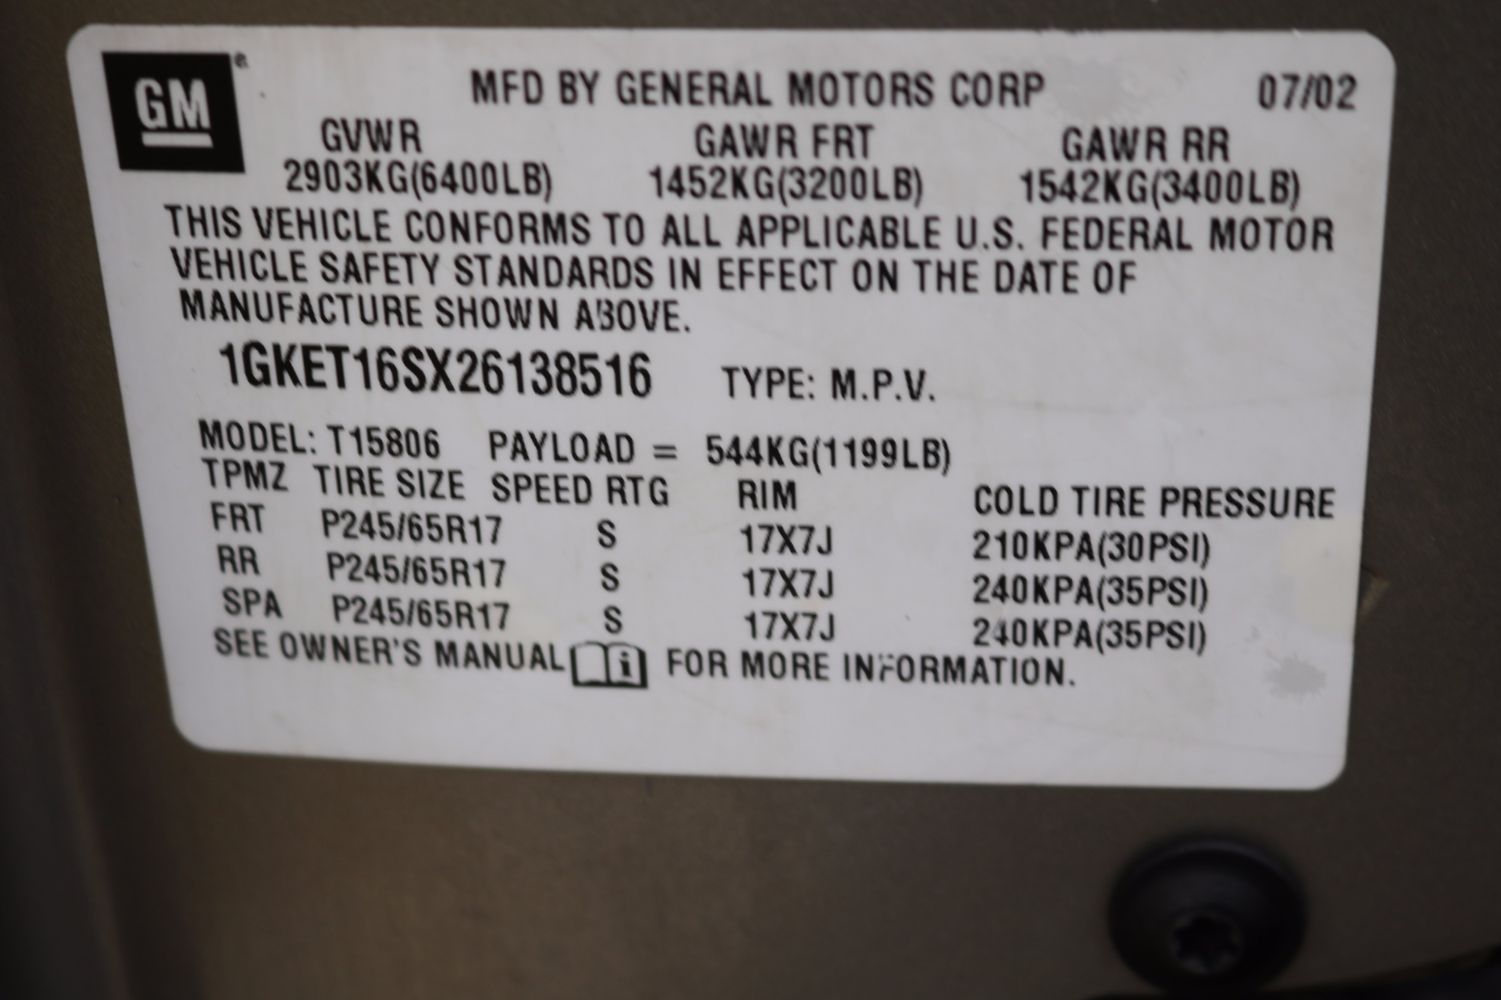 GM®
MFD BY GENERAL MOTORS CORP 07/02
GVWR GAWR FRT GAWR RR
2903KG(6400LB) 1452KG(3200LB) 1542KG(3400LB)
THIS VEHICLE CONFORMS TO ALL APPLICABLE U.S. FEDERAL MOTOR
VEHICLE SAFETY STANDARDS IN EFFECT ON THE DATE OF
MANUFACTURE SHOWN ABOVE.
1GKET16SX26138516 TYPE: M.P.V.
MODEL: T15806 PAYLOAD = 544KG(1199LB)
TPMZ TIRE SIZE SPEED RTG RIM COLD TIRE PRESSURE
FRT P245/65R17 S 17X7J 210KPA(30PSI)
RR P245/65R17 S 17X7J 240KPA(35PSI)
SPA P245/65R17 S 17X7J 240KPA(35PSI)
SEE OWNER'S MANUAL i FOR MORE INFORMATION.